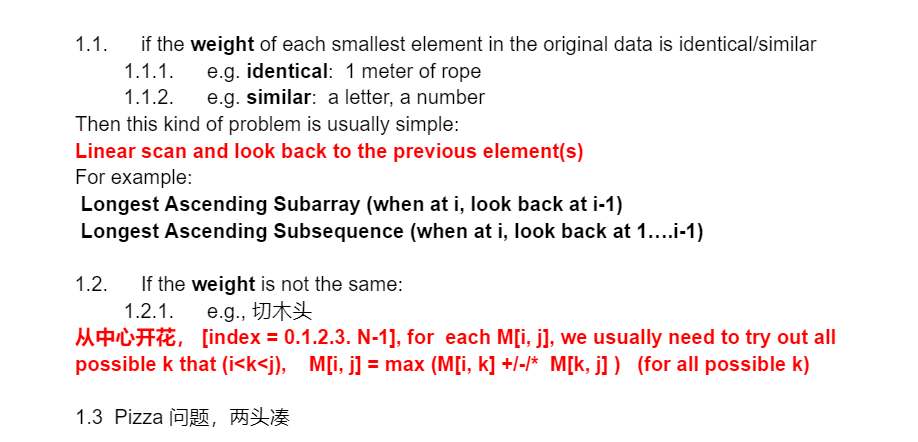 1.1. if the weight of each smallest element in the original data is identical/similar
1.1.1. e.g. identical: 1 meter of rope
1.1.2. e.g. similar: a letter, a number
Then this kind of problem is usually simple:
Linear scan and look back to the previous element(s)
For example:
Longest Ascending Subarray (when at i, look back at i-1)
Longest Ascending Subsequence (when at i, look back at 1….i-1)
1.2. If the weight is not the same:
1.2.1. e.g., 切木头
从中心开花， [index = 0.1.2.3. N-1], for each M[i, j], we usually need to try out all
possible k that (i<k<j), M[i, j] = max (M[i, k] +/-/* M[k, j] ) (for all possible k)
1.3 Pizza 问题，两头凑